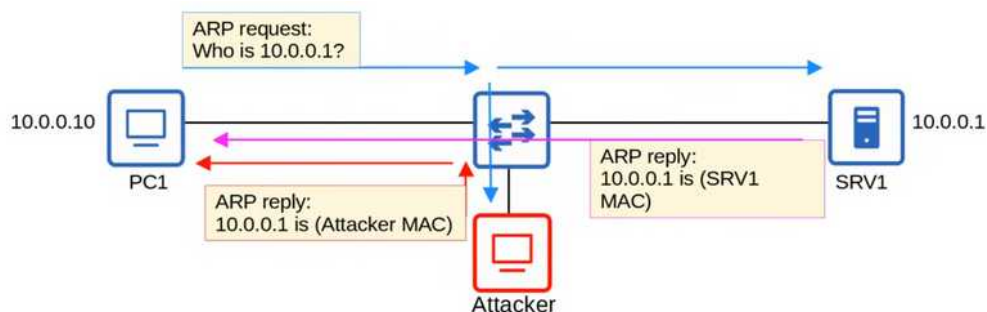 ARP request:
Who is 10.0.0.1?
10.0.0.10
10.0.0.1
PC1
ARP reply:
10.0.0.1 is (SRV1
MAC)
SRV1
ARP reply:
10.0.0.1 is (Attacker MAC)
Attacker